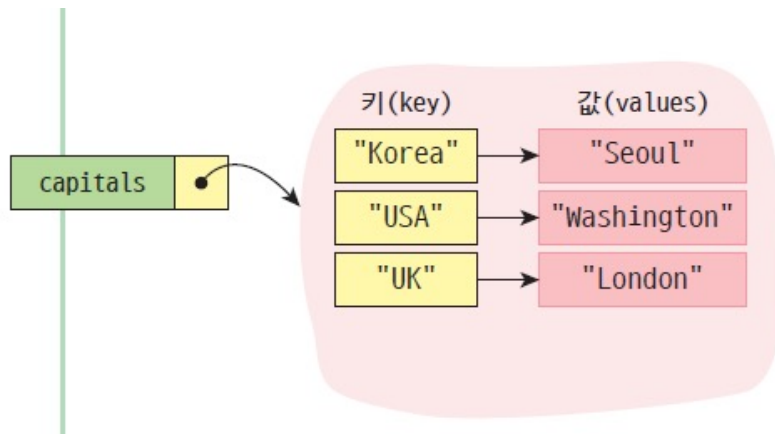 키(key) 값(values)
capitals
"Korea" "Seoul"
"USA" "Washington"
"UK" "London"